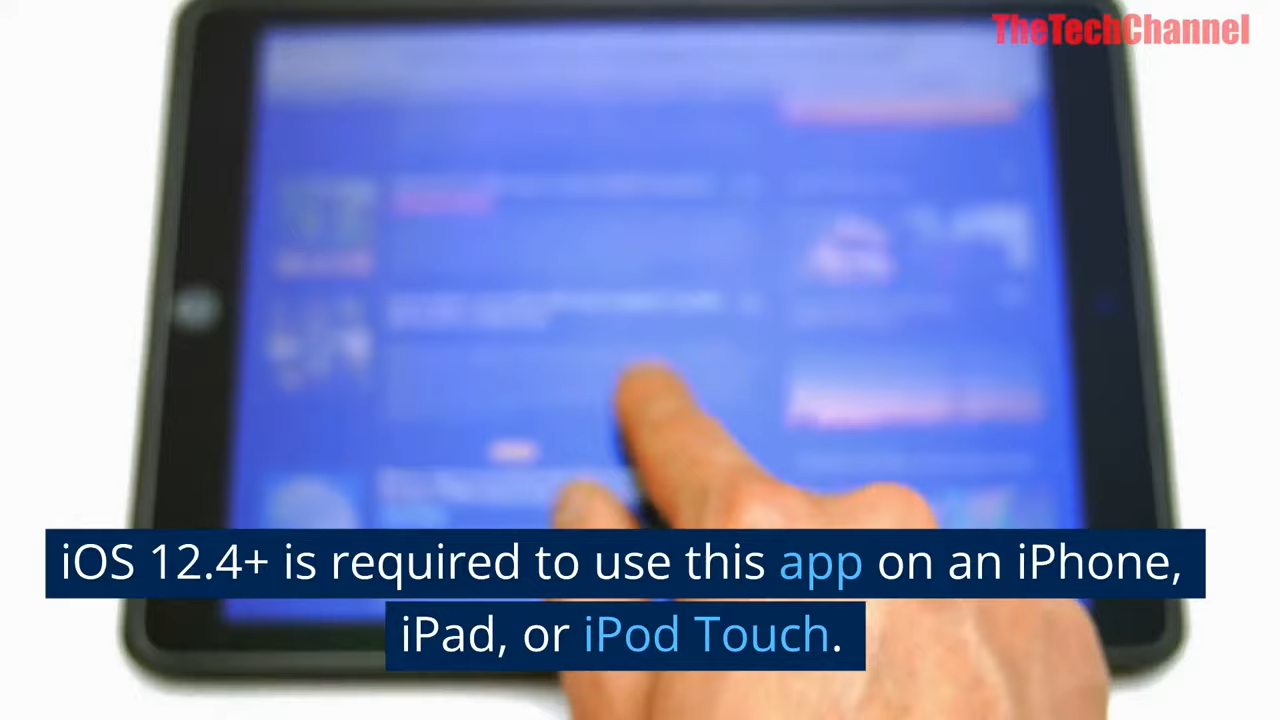 TheTechChannel
iOS 12.4+ is required to use this app on an iPhone,
iPad, or iPod Touch.